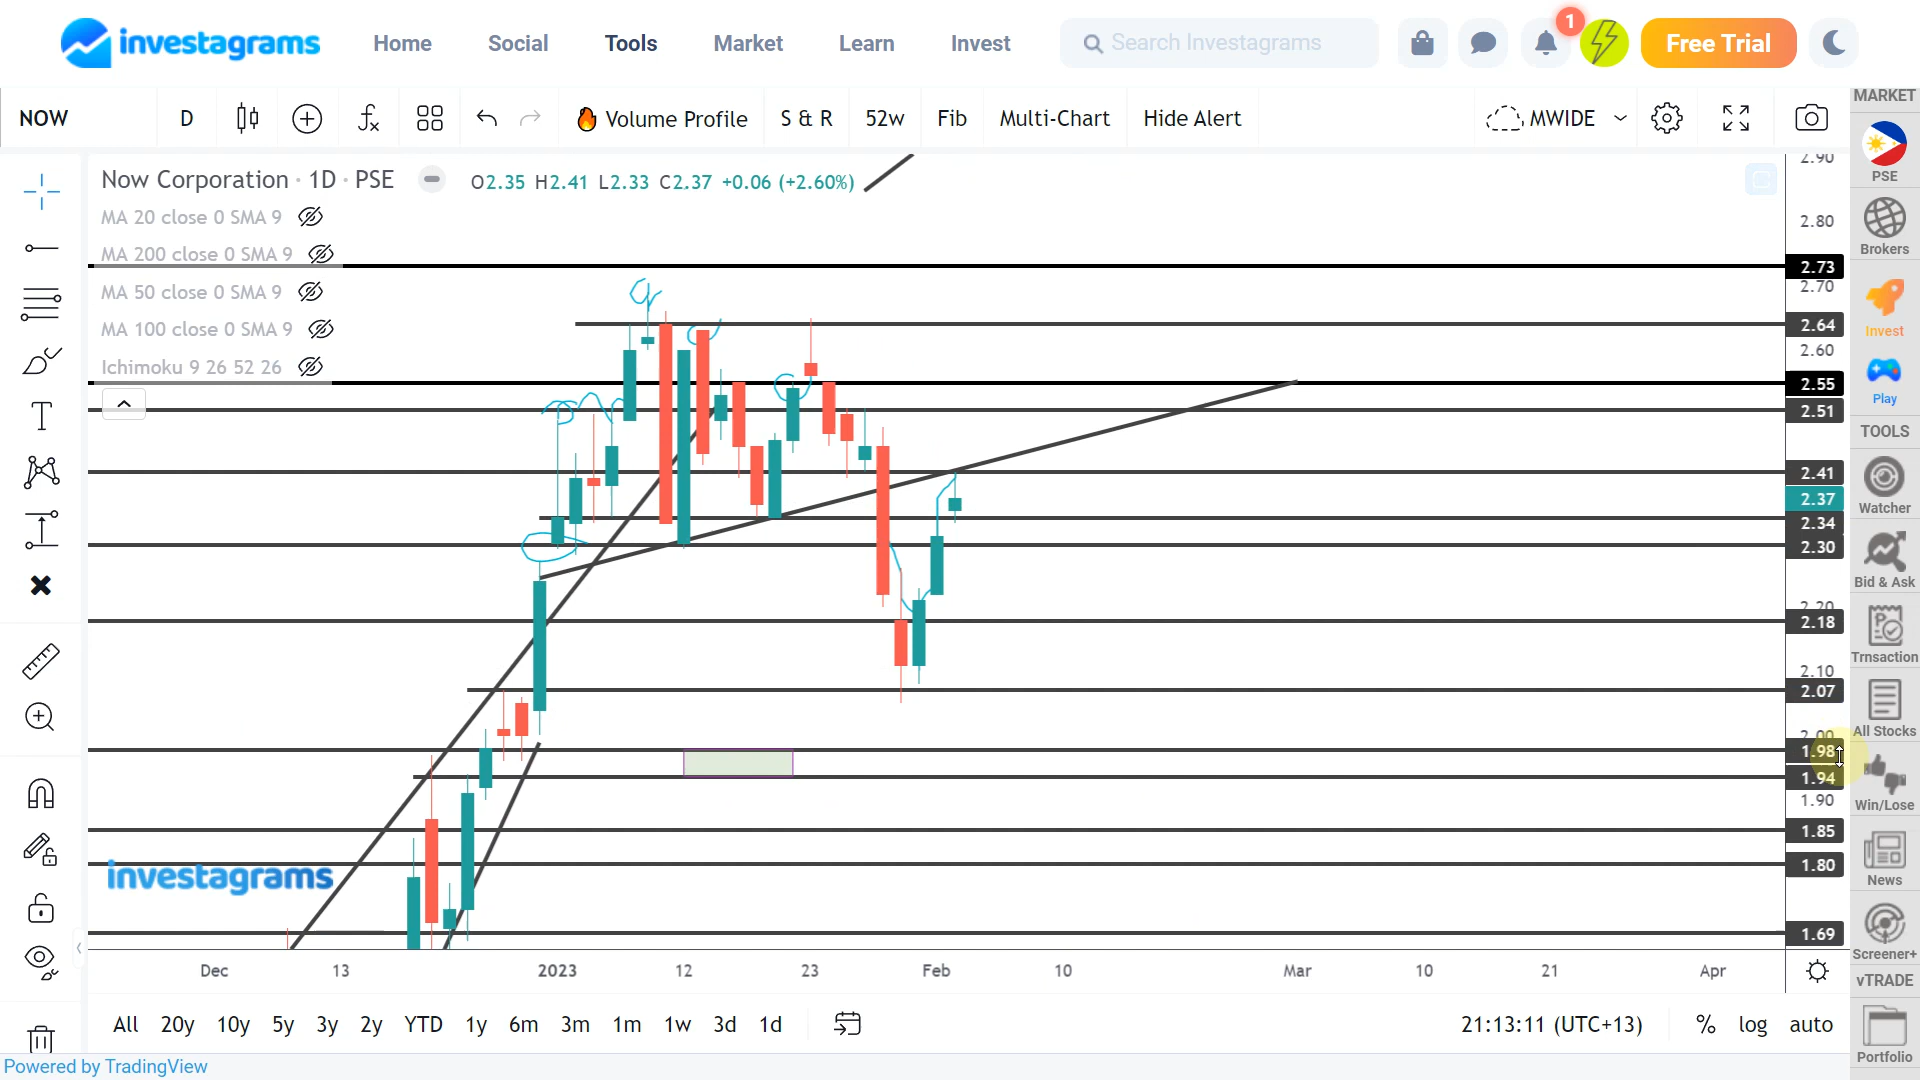 investagrams
Home
Social
Tools
Market
Learn
Invest
Search Investagrams
1
Free Trial
NOW
D
Volume Profile
S & R
52w
Fib
Multi-Chart
Hide Alert
MWIDE
MARKET
Now Corporation · 1D · PSE
O2.35 H2.41 L2.33 C2.37 +0.06 (+2.60%)
MA 20 close 0 SMA 9
MA 200 close 0 SMA 9
MA 50 close 0 SMA 9
MA 100 close 0 SMA 9
Ichimoku 9 26 52 26
2.90
2.80
2.73
2.70
2.64
2.60
2.55
2.51
2.41
2.37
2.34
2.30
2.20
2.18
2.10
2.07
2.00
1.98
1.94
1.90
1.85
1.80
1.69
PSE
Brokers
Invest
Play
TOOLS
Watcher
Bid & Ask
Trnsaction
All Stocks
Win/Lose
News
Screener+
vTRADE
Portfolio
investagrams
Dec
13
2023
12
23
Feb
10
Mar
10
21
Apr
All
20y
10y
5y
3y
2y
YTD
1y
6m
3m
1m
1w
3d
1d
21:13:11 (UTC+13)
%
log
auto
Powered by TradingView